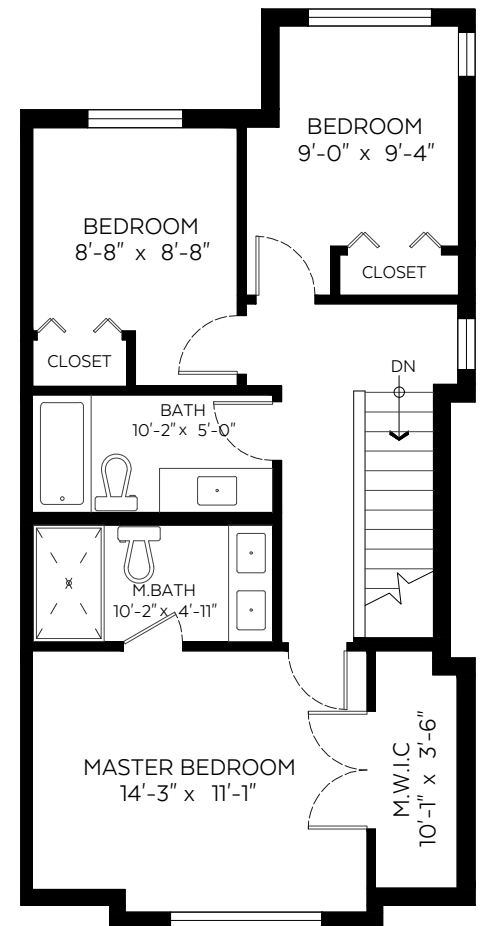 BEDROOM
9'-0" x 9'-4"
BEDROOM
8'-8" x 8'-8"
CLOSET
CLOSET
DN
BATH
10'-2" x 5'-0"
M.BATH
10'-2" x 4'-11"
MASTER BEDROOM
14'-3" x 11'-1"
M.W.I.C
10'-1" x 3'-6"